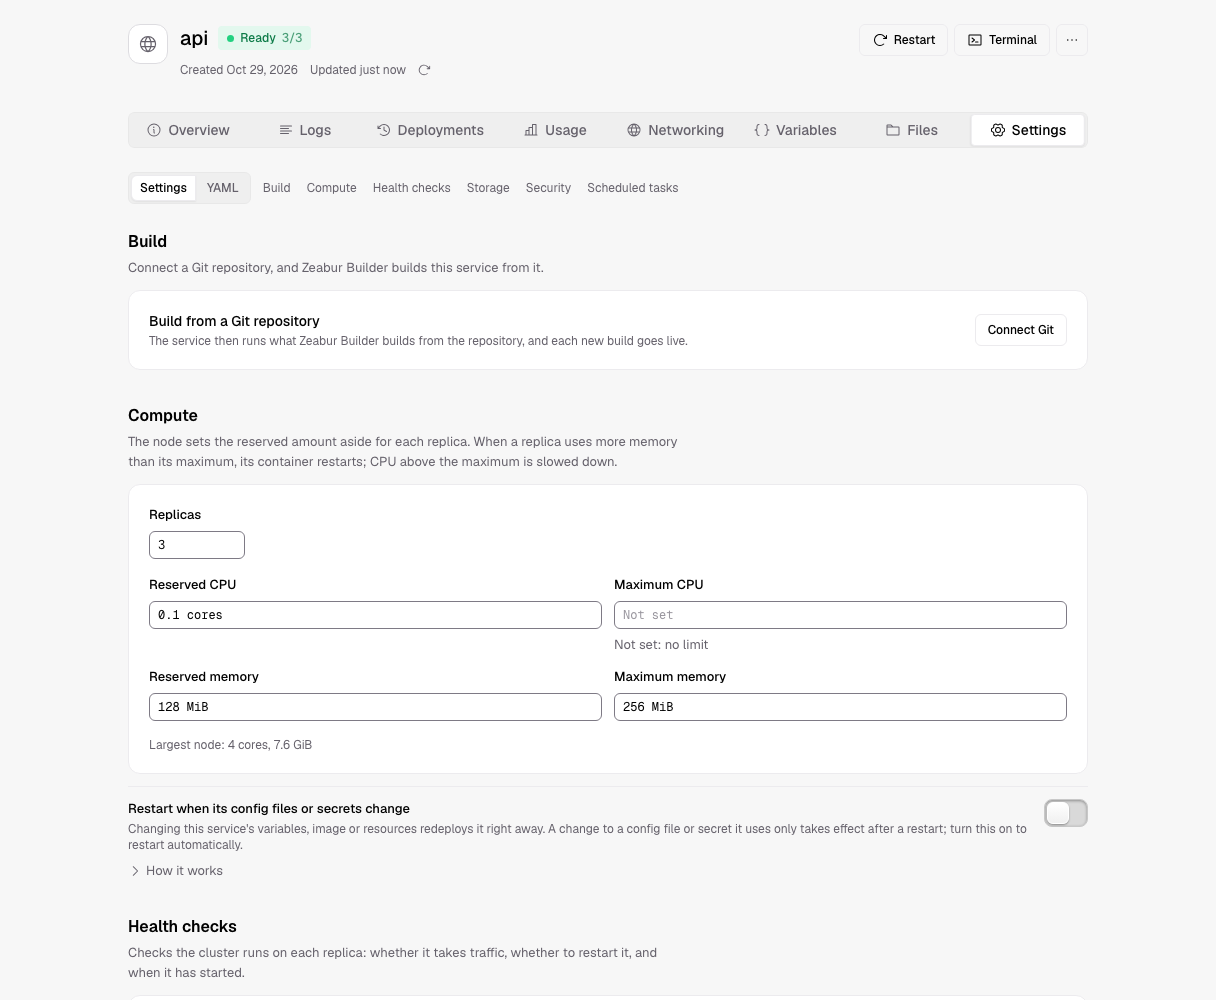 api
Ready 3/3
Created Oct 29, 2026 Updated just now
Restart
Terminal
...
Overview
Logs
Deployments
Usage
Networking
Variables
Files
Settings
Settings
YAML
Build
Compute
Health checks
Storage
Security
Scheduled tasks
Build
Connect a Git repository, and Zeabur Builder builds this service from it.
Build from a Git repository
The service then runs what Zeabur Builder builds from the repository, and each new build goes live.
Connect Git
Compute
The node sets the reserved amount aside for each replica. When a replica uses more memory
than its maximum, its container restarts; CPU above the maximum is slowed down.
Replicas
3
Reserved CPU
0.1 cores
Maximum CPU
Not set
Not set: no limit
Reserved memory
128 MiB
Maximum memory
256 MiB
Largest node: 4 cores, 7.6 GiB
Restart when its config files or secrets change
Changing this service's variables, image or resources redeploys it right away. A change to a config file or secret it uses only takes effect after a restart; turn this on to
restart automatically.
How it works
Health checks
Checks the cluster runs on each replica: whether it takes traffic, whether to restart it, and
when it has started.